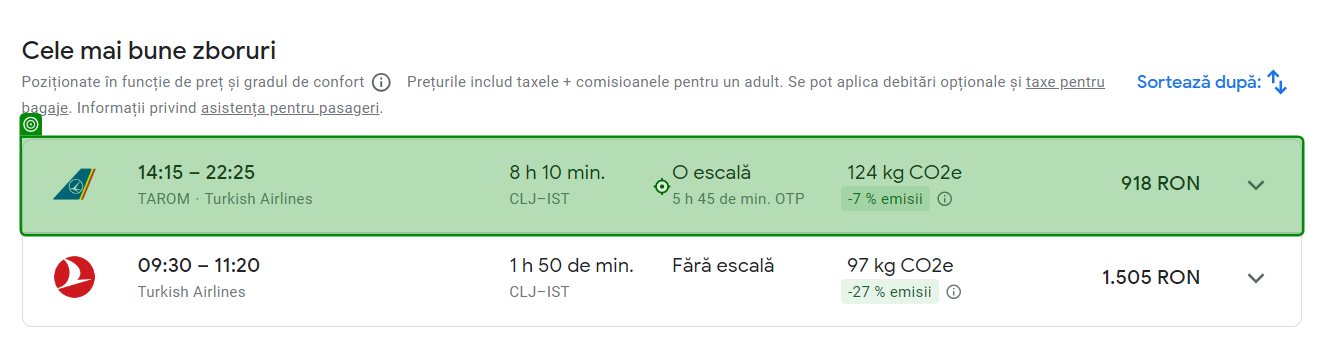 Cele mai bune zboruri
Poziționate în funcție de preț și gradul de confort Prețurile includ taxele + comisioanele pentru un adult. Se pot aplica debitări opționale și taxe pentru
bagaje. Informații privind asistența pentru pasageri.
Sortează după:
14:15 – 22:25 8 h 10 min. O escală 124 kg CO2e 918 RON
TAROM · Turkish Airlines CLJ–IST 5 h 45 de min. OTP -7 % emisii
09:30 – 11:20 1 h 50 de min. Fără escală 97 kg CO2e 1.505 RON
Turkish Airlines CLJ–IST -27 % emisii